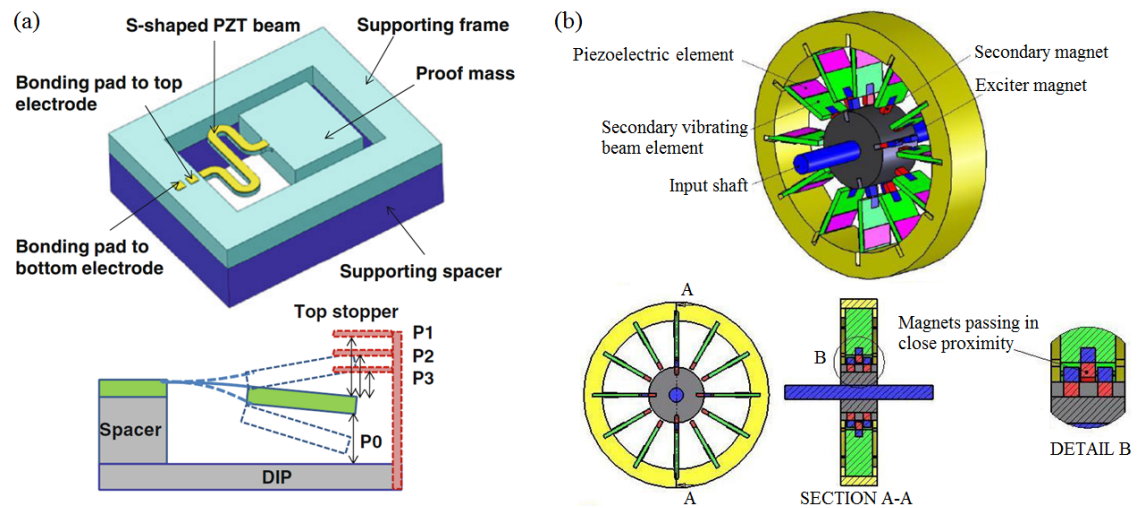 (a)
S-shaped PZT beam
Supporting frame
Bonding pad to top
electrode
Proof mass
Bonding pad to
bottom electrode
Supporting spacer
Top stopper
P1
P2
P3
Spacer
P0
DIP
(b)
Piezoelectric element
Secondary magnet
Exciter magnet
Secondary vibrating
beam element
Input shaft
A
A
B
Magnets passing in
close proximity
SECTION A-A
DETAIL B